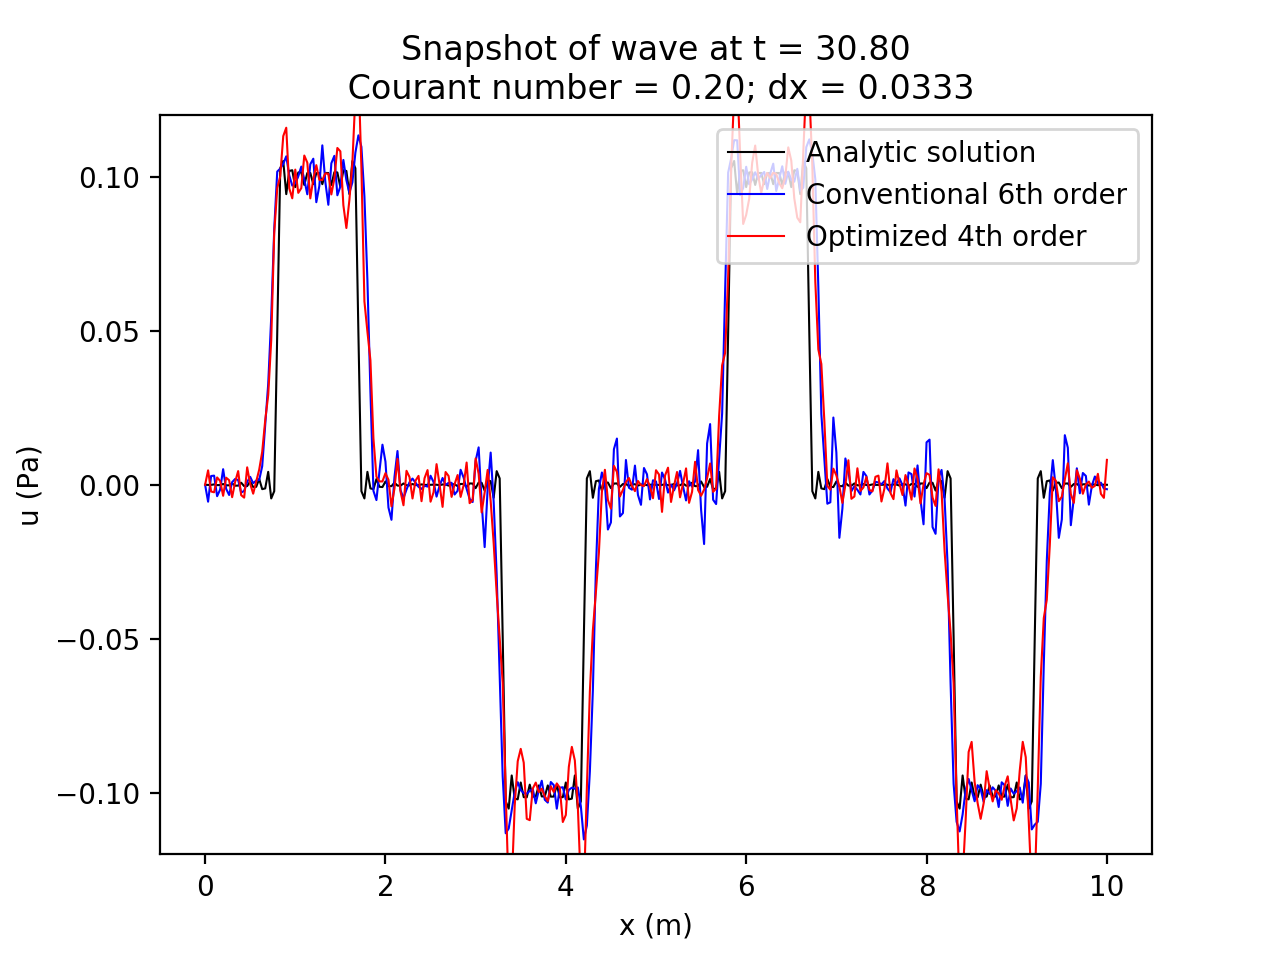 Snapshot of wave at t = 30.80
Courant number = 0.20; dx = 0.0333
Analytic solution
Conventional 6th order
Optimized 4th order
0.10
0.05
0.00
−0.05
−0.10
u (Pa)
0 2 4 6 8 10
x (m)